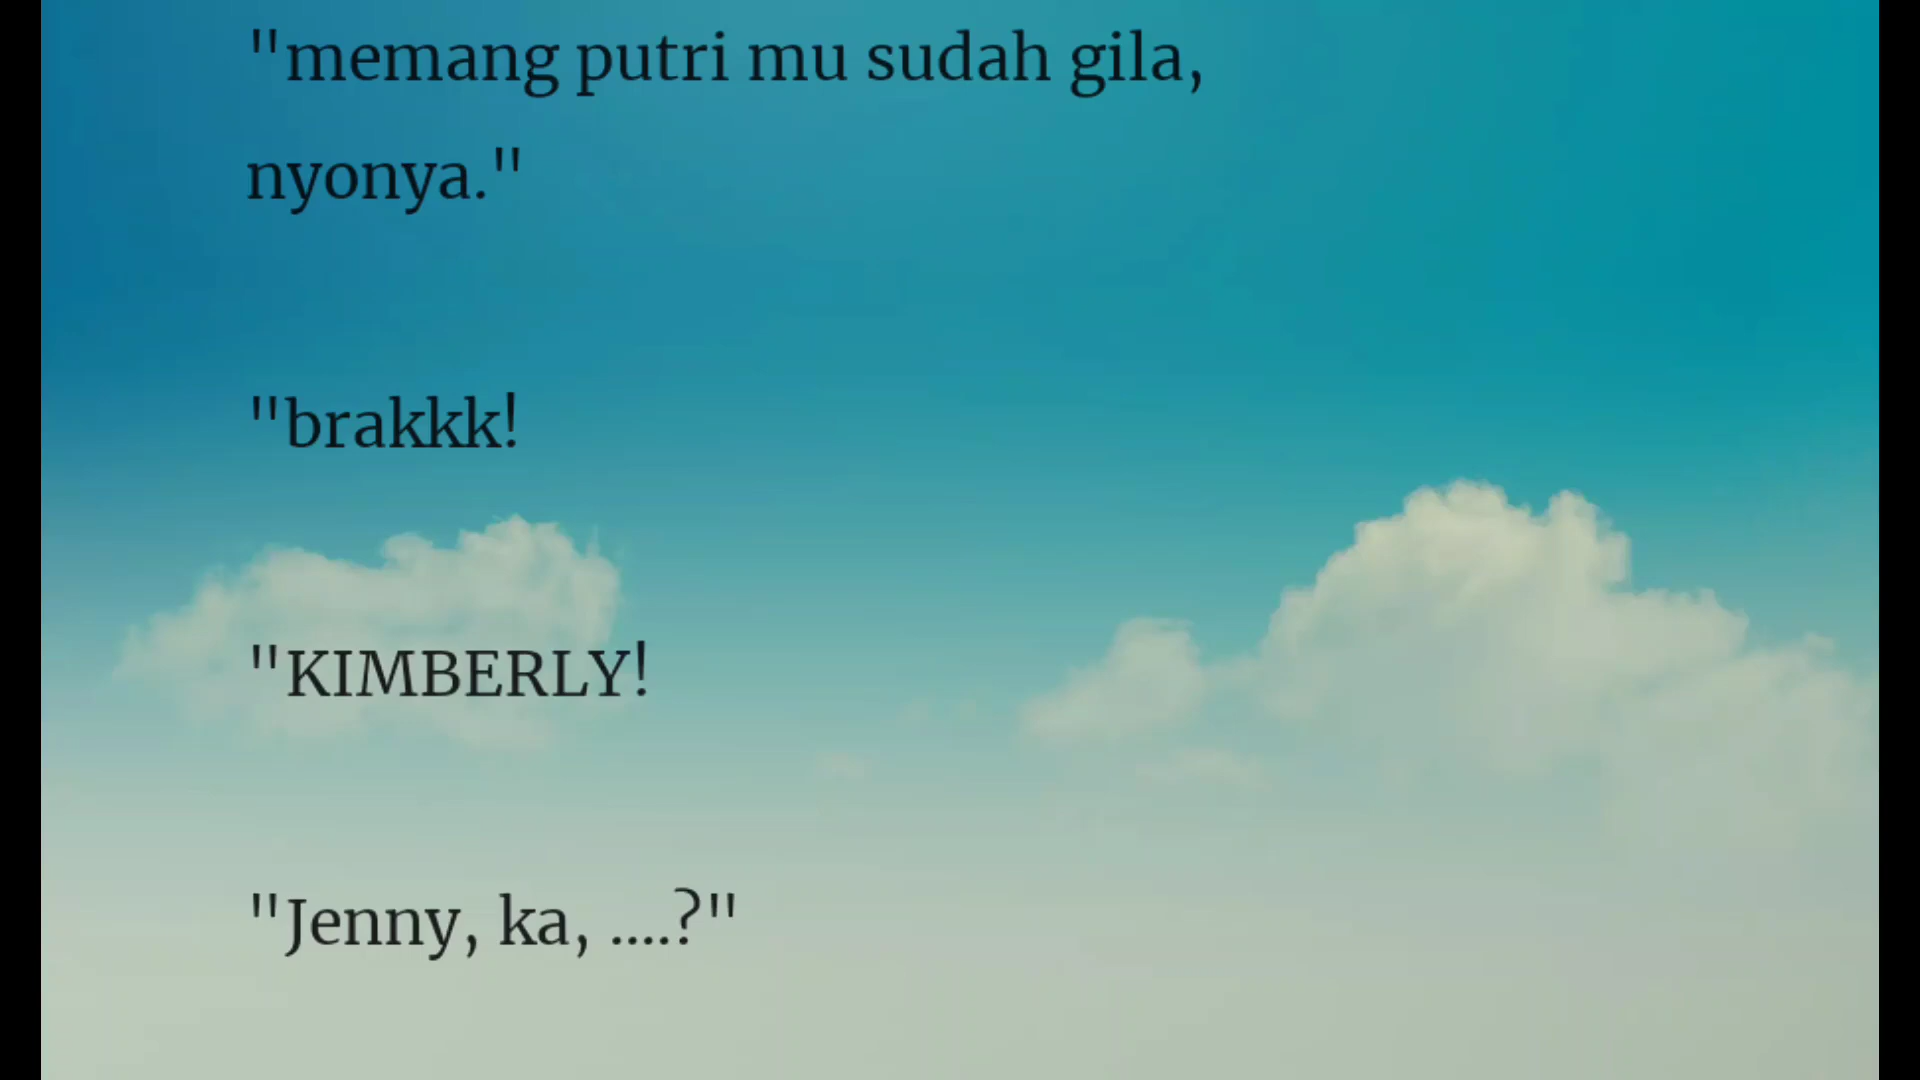 "memang putri mu sudah gila,
nyonya."
"brakkk!
"KIMBERLY!
"Jenny, ka, ....?"